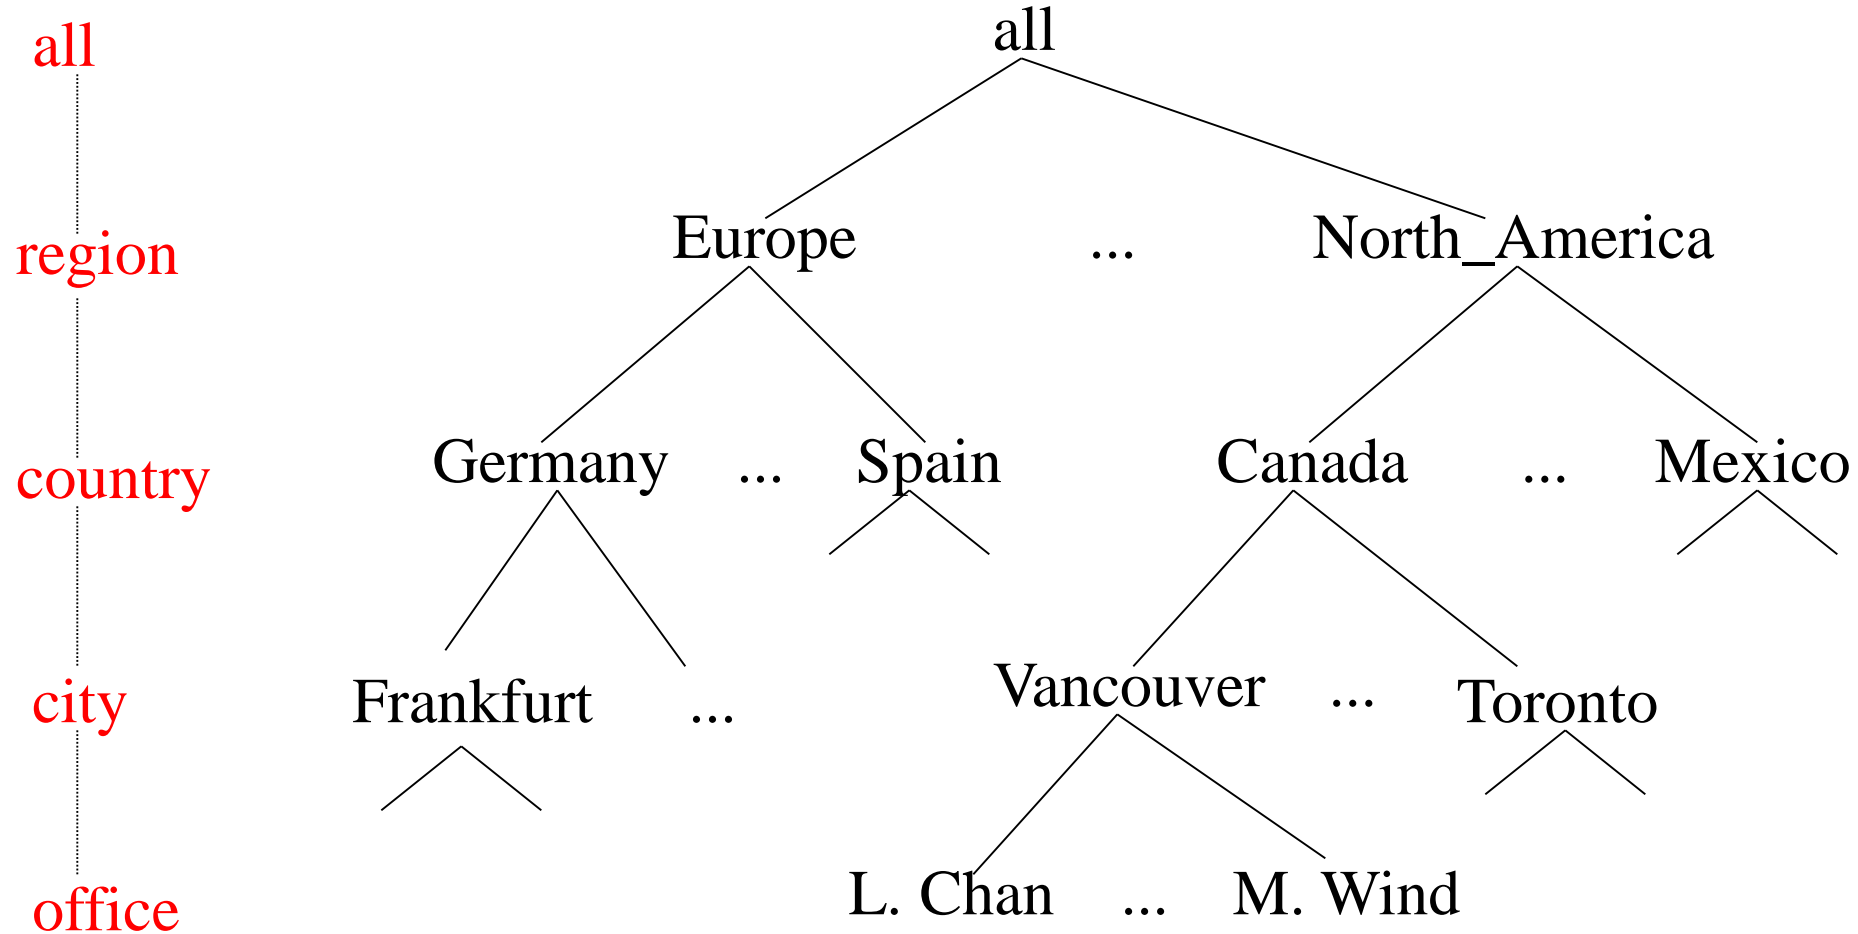 all all
region Europe ... North_America
country Germany ... Spain Canada ... Mexico
city Frankfurt ... Vancouver ... Toronto
office L. Chan ... M. Wind